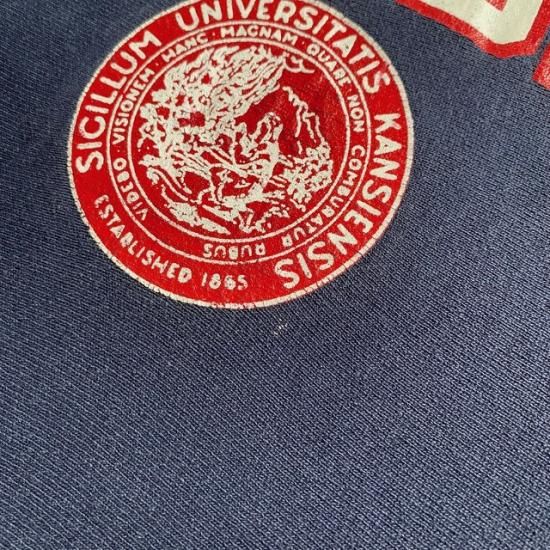 SIGILLUM UNIVERSITATIS KANSIENSIS
VIDEBO VISIONEM HANC MAGNAM QUARE NON COMBURATUR RUBUS
ESTABLISHED 1865